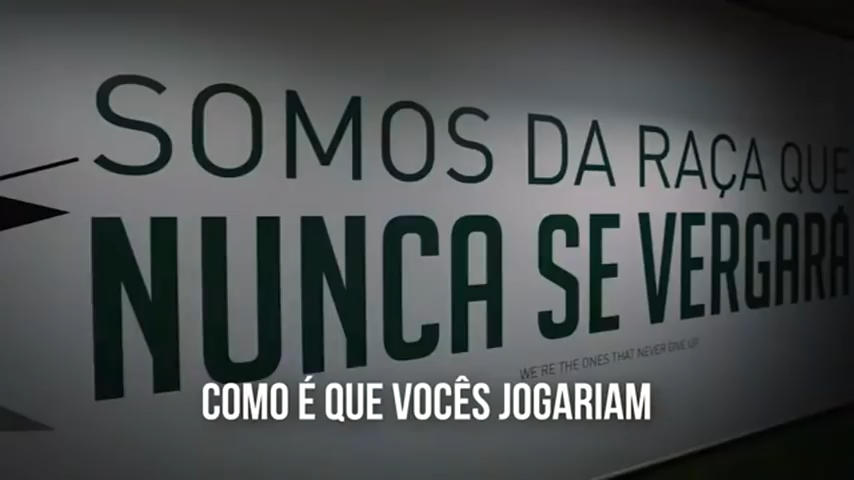 SOMOS DA RAÇA QUE
NUNCA SE VERGARÁ
WE'RE THE ONES THAT NEVER GIVE UP
COMO É QUE VOCÊS JOGARIAM